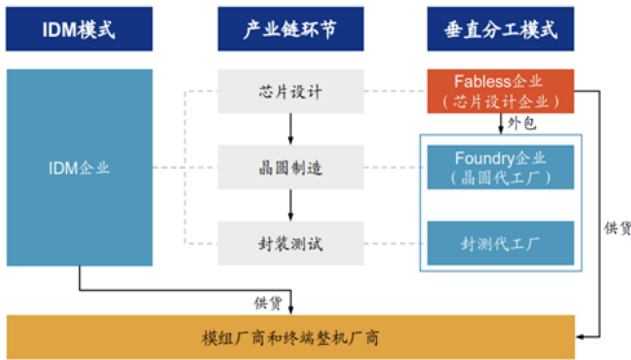 IDM模式
产业链环节
垂直分工模式
芯片设计
Fabless企业
（芯片设计企业）
外包
IDM企业
晶圆制造
Foundry企业
（晶圆代工厂）
封装测试
封测代工厂
供货
供货
模组厂商和终端整机厂商